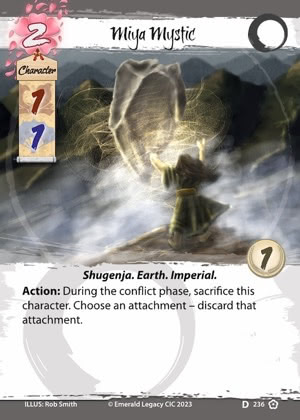 2
Miya Mystic
Character
1
1
1
Shugenja. Earth. Imperial.
Action: During the conflict phase, sacrifice this
character. Choose an attachment – discard that
attachment.
ILLUS: Rob Smith © Emerald Legacy CIC 2023 D 236